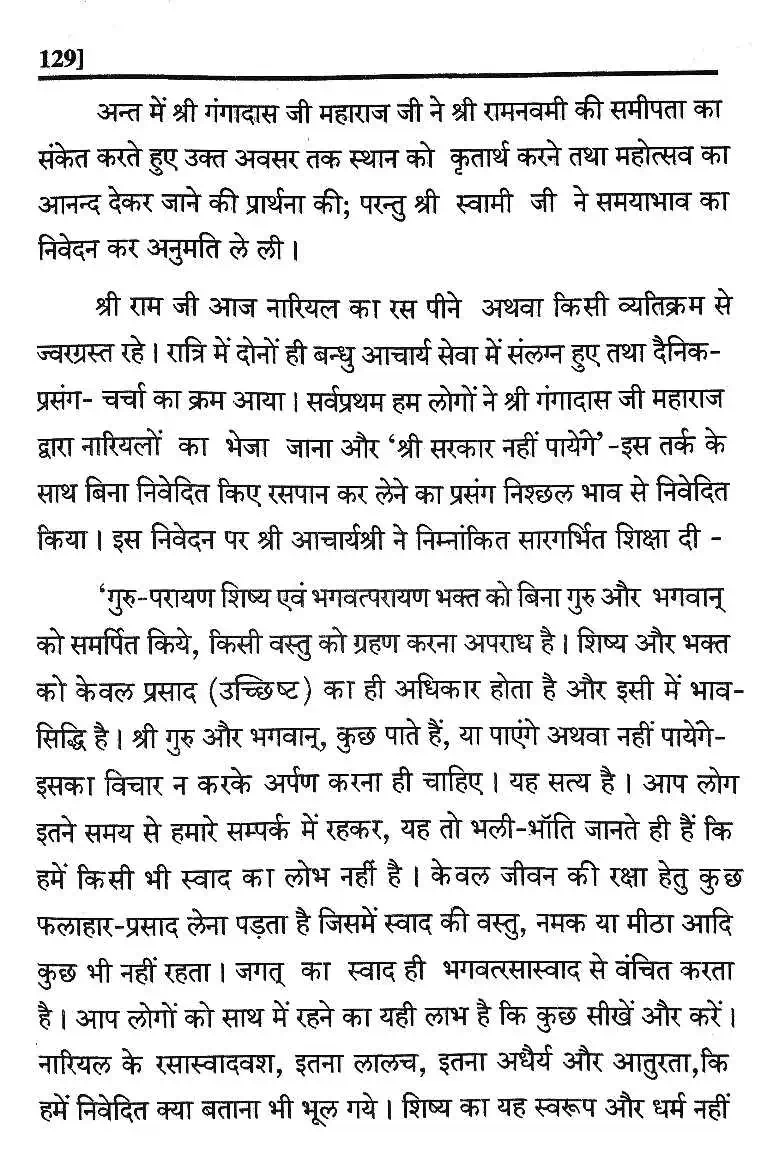 129]
अन्त में श्री गंगादास जी महाराज जी ने श्री रामनवमी की समीपता का
संकेत करते हुए उक्त अवसर तक स्थान को कृतार्थ करने तथा महोत्सव का
आनन्द देकर जाने की प्रार्थना की; परन्तु श्री स्वामी जी ने समयाभाव का
निवेदन कर अनुमति ले ली।
श्री राम जी आज नारियल का रस पीने अथवा किसी व्यतिक्रम से
ज्वरग्रस्त रहे। रात्रि में दोनों ही बन्धु आचार्य सेवा में संलग्न हुए तथा दैनिक-
प्रसंग- चर्चा का क्रम आया। सर्वप्रथम हम लोगों ने श्री गंगादास जी महाराज
द्वारा नारियलों का भेजा जाना और ‘श्री सरकार नहीं पायेंगे’-इस तर्क के
साथ बिना निवेदित किए रसपान कर लेने का प्रसंग निश्छल भाव से निवेदित
किया। इस निवेदन पर श्री आचार्यश्री ने निम्नांकित सारगर्भित शिक्षा दी -
‘गुरु-परायण शिष्य एवं भगवत्परायण भक्त को बिना गुरु और भगवान्
को समर्पित किये, किसी वस्तु को ग्रहण करना अपराध है। शिष्य और भक्त
को केवल प्रसाद (उच्छिष्ट) का ही अधिकार होता है और इसी में भाव-
सिद्धि है। श्री गुरु और भगवान्, कुछ पाते हैं, या पाएंगे अथवा नहीं पायेंगे-
इसका विचार न करके अर्पण करना ही चाहिए। यह सत्य है। आप लोग
इतने समय से हमारे सम्पर्क में रहकर, यह तो भली-भॉति जानते ही हैं कि
हमें किसी भी स्वाद का लोभ नहीं है। केवल जीवन की रक्षा हेतु कुछ
फलाहार-प्रसाद लेना पड़ता है जिसमें स्वाद की वस्तु, नमक या मीठा आदि
कुछ भी नहीं रहता। जगत् का स्वाद ही भगवत्रसास्वाद से वंचित करता
है। आप लोगों को साथ में रहने का यही लाभ है कि कुछ सीखें और करें।
नारियल के रसास्वादवश, इतना लालच, इतना अधैर्य और आतुरता,कि
हमें निवेदित क्या बताना भी भूल गये। शिष्य का यह स्वरूप और धर्म नहीं